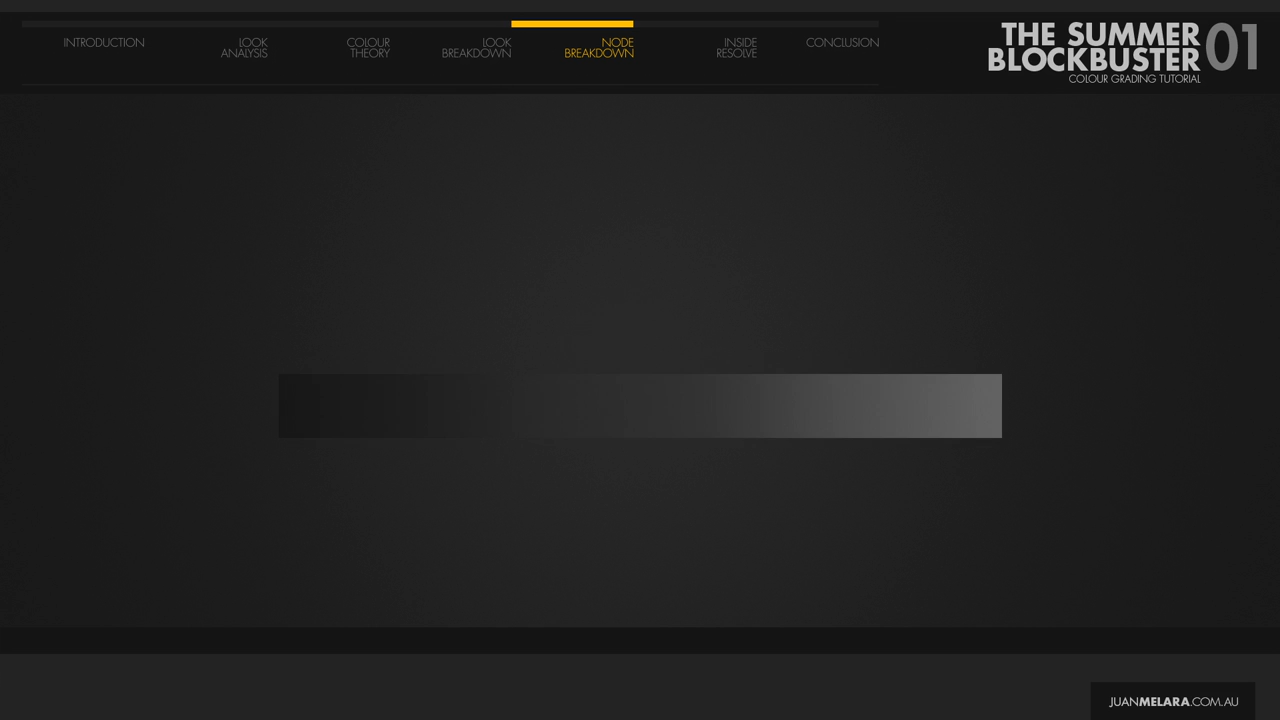 INTRODUCTION
LOOK
ANALYSIS
COLOUR
THEORY
LOOK
BREAKDOWN
NODE
BREAKDOWN
INSIDE
RESOLVE
CONCLUSION
THE SUMMER
BLOCKBUSTER
01
COLOUR GRADING TUTORIAL
JUANMELARA.COM.AU